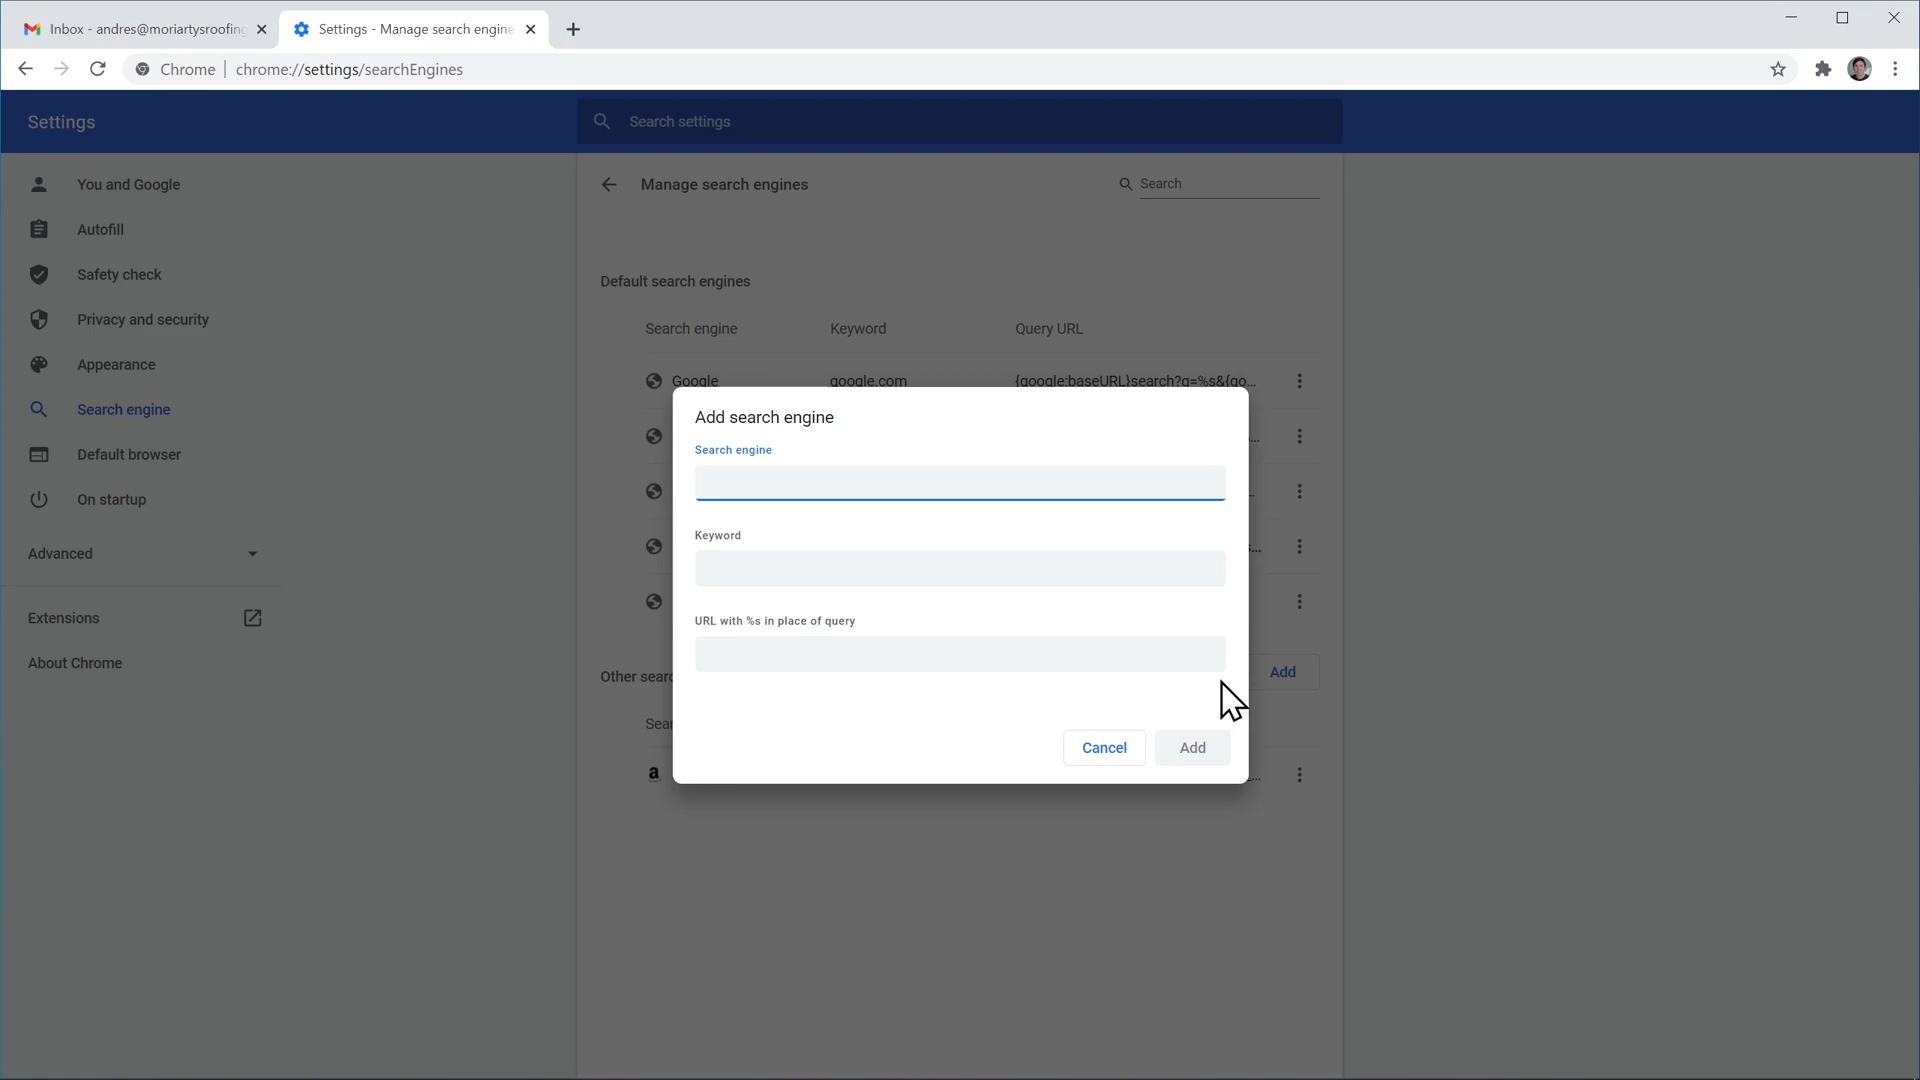 Inbox - andres@moriartysroofing
Settings - Manage search engine
Chrome | chrome://settings/searchEngines
Settings
Search settings
You and Google
Autofill
Safety check
Privacy and security
Appearance
Search engine
Default browser
On startup
Advanced
Extensions
About Chrome
Manage search engines
Search
Default search engines
Search engine Keyword Query URL
Google google.com {google:baseURL}search?q=%s&{go...
Add search engine
Search engine
Keyword
URL with %s in place of query
Cancel Add
Other
Add